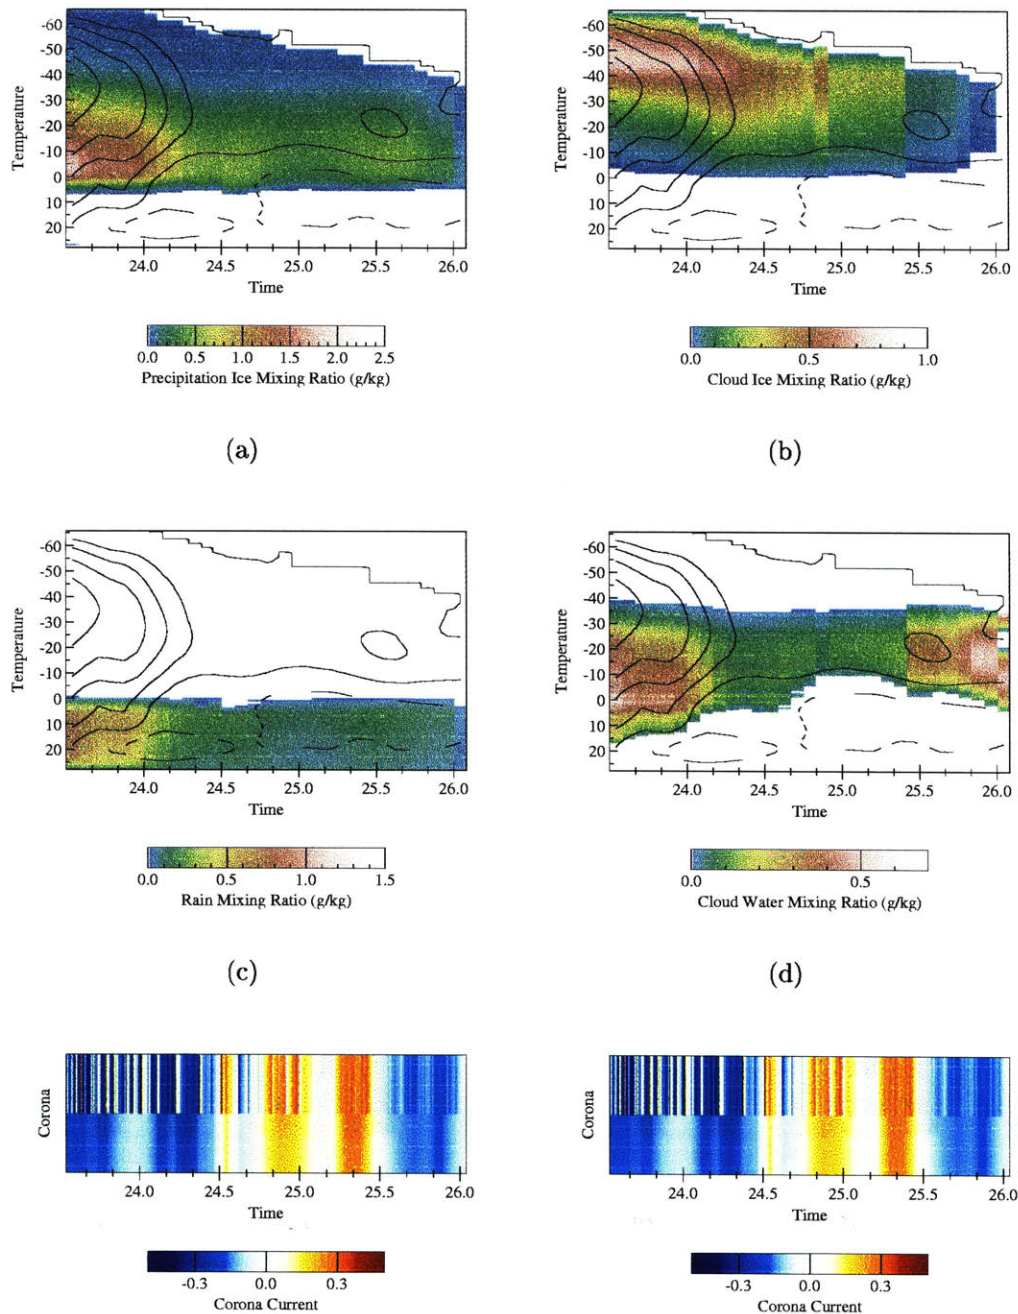 -60
-50
-40
-30
-20
-10
0
10
20
Temperature
24.0 24.5 25.0 25.5 26.0
Time
0.0 0.5 1.0 1.5 2.0 2.5
Precipitation Ice Mixing Ratio (g/kg)
(a)
-60
-50
-40
-30
-20
-10
0
10
20
Temperature
24.0 24.5 25.0 25.5 26.0
Time
0.0 0.5 1.0
Cloud Ice Mixing Ratio (g/kg)
(b)
-60
-50
-40
-30
-20
-10
0
10
20
Temperature
24.0 24.5 25.0 25.5 26.0
Time
0.0 0.5 1.0 1.5
Rain Mixing Ratio (g/kg)
(c)
-60
-50
-40
-30
-20
-10
0
10
20
Temperature
24.0 24.5 25.0 25.5 26.0
Time
0.0 0.5
Cloud Water Mixing Ratio (g/kg)
(d)
Corona
24.0 24.5 25.0 25.5 26.0
Time
-0.3 0.0 0.3
Corona Current
Corona
24.0 24.5 25.0 25.5 26.0
Time
-0.3 0.0 0.3
Corona Current